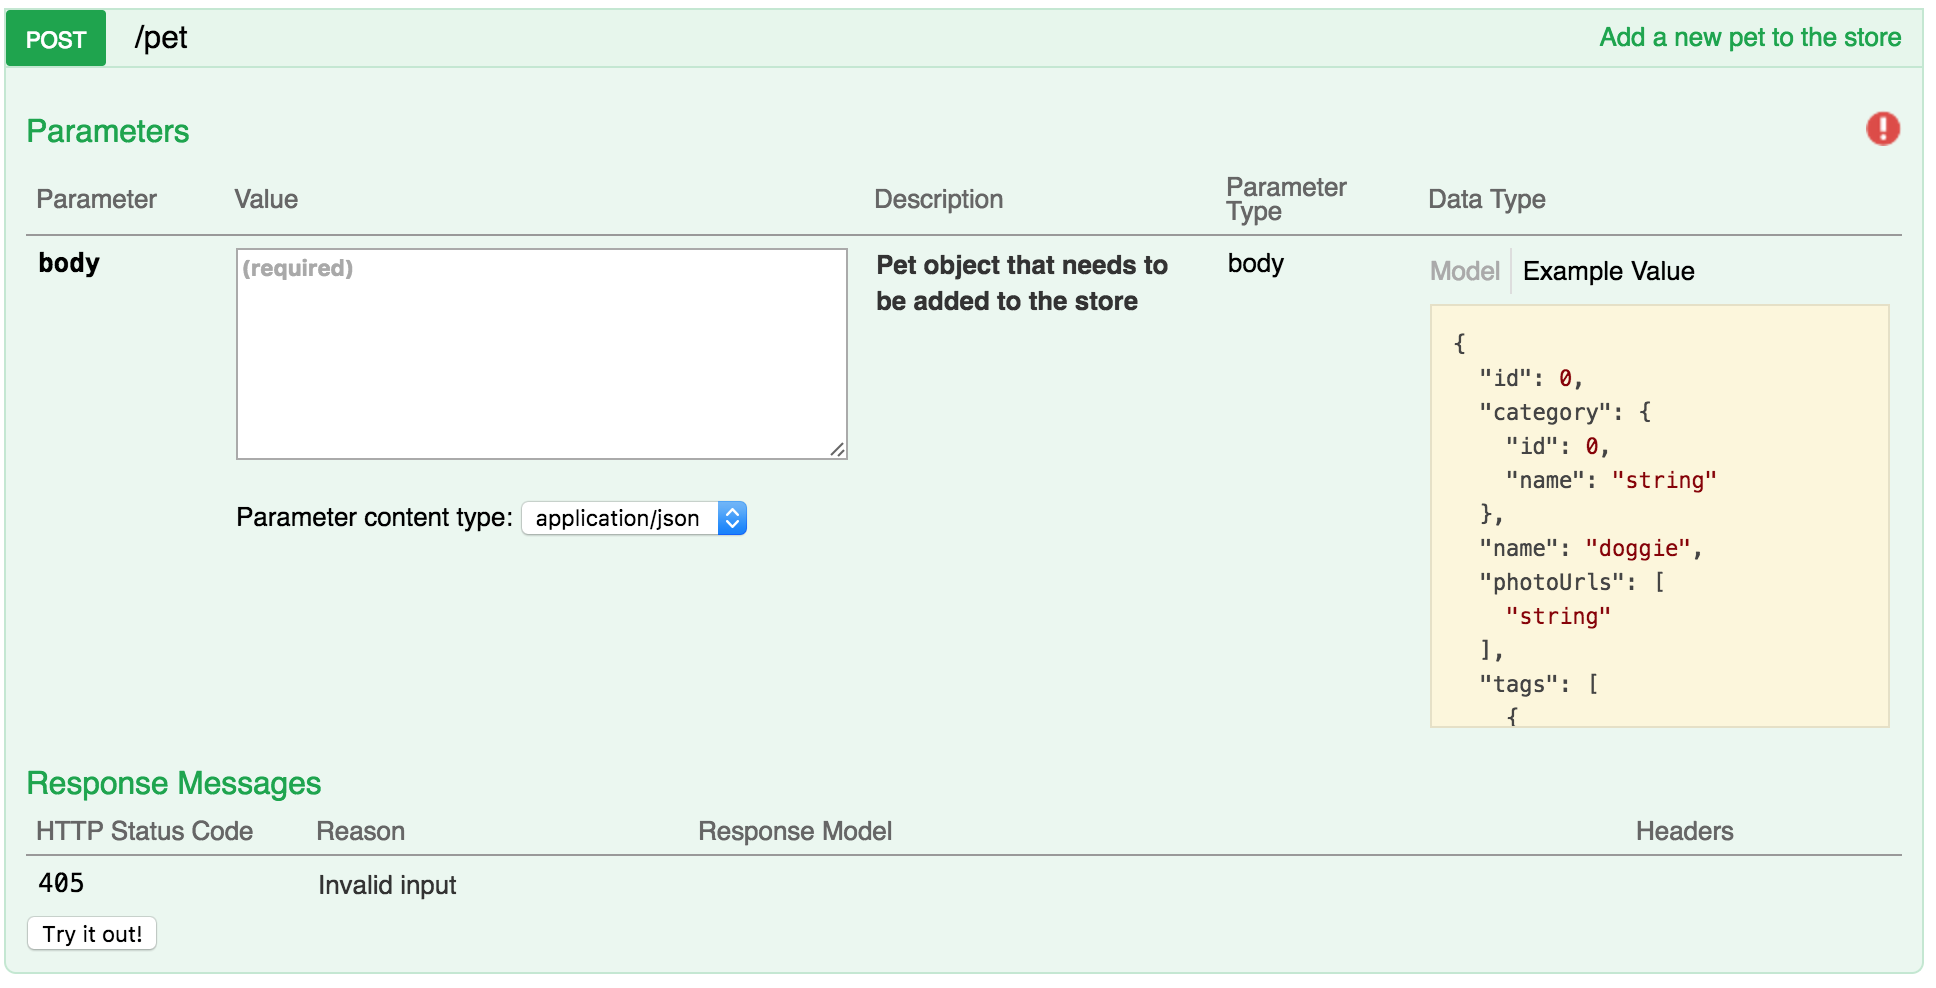 POST /pet Add a new pet to the store
Parameters
Parameter Value Description Parameter Type Data Type
body (required) Pet object that needs to be added to the store body Model Example Value
Parameter content type: application/json
{
  "id": 0,
  "category": {
    "id": 0,
    "name": "string"
  },
  "name": "doggie",
  "photoUrls": [
    "string"
  ],
  "tags": [
    {
Response Messages
HTTP Status Code Reason Response Model Headers
405 Invalid input
Try it out!